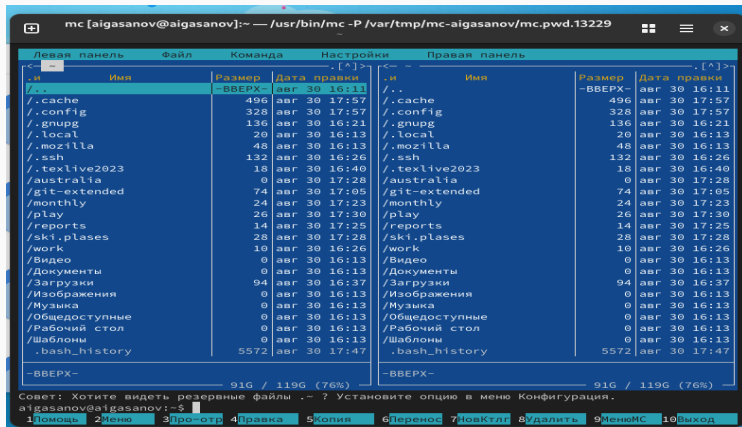 mc [aigasanov@aigasanov]:~ — /usr/bin/mc -P /var/tmp/mc-aigasanov/mc.pwd.13229
~
Левая панель Файл Команда Настройки Правая панель
<- ~ .[^]> <- ~ .[^]>
.и Имя Размер Дата правки .и Имя Размер Дата правки
/.. -ВВЕРХ- авг 30 16:11 /.. -ВВЕРХ- авг 30 16:11
/.cache 496 авг 30 17:57 /.cache 496 авг 30 17:57
/.config 328 авг 30 17:57 /.config 328 авг 30 17:57
/.gnupg 136 авг 30 16:21 /.gnupg 136 авг 30 16:21
/.local 20 авг 30 16:13 /.local 20 авг 30 16:13
/.mozilla 48 авг 30 16:13 /.mozilla 48 авг 30 16:13
/.ssh 132 авг 30 16:26 /.ssh 132 авг 30 16:26
/.texlive2023 18 авг 30 16:40 /.texlive2023 18 авг 30 16:40
/australia 0 авг 30 17:28 /australia 0 авг 30 17:28
/git-extended 74 авг 30 17:05 /git-extended 74 авг 30 17:05
/monthly 24 авг 30 17:23 /monthly 24 авг 30 17:23
/play 26 авг 30 17:30 /play 26 авг 30 17:30
/reports 14 авг 30 17:25 /reports 14 авг 30 17:25
/ski.plases 28 авг 30 17:28 /ski.plases 28 авг 30 17:28
/work 10 авг 30 16:26 /work 10 авг 30 16:26
/Видео 0 авг 30 16:13 /Видео 0 авг 30 16:13
/Документы 0 авг 30 16:13 /Документы 0 авг 30 16:13
/Загрузки 94 авг 30 16:37 /Загрузки 94 авг 30 16:37
/Изображения 0 авг 30 16:13 /Изображения 0 авг 30 16:13
/Музыка 0 авг 30 16:13 /Музыка 0 авг 30 16:13
/Общедоступные 0 авг 30 16:13 /Общедоступные 0 авг 30 16:13
/Рабочий стол 0 авг 30 16:13 /Рабочий стол 0 авг 30 16:13
/Шаблоны 0 авг 30 16:13 /Шаблоны 0 авг 30 16:13
.bash_history 5572 авг 30 17:47 .bash_history 5572 авг 30 17:47
-ВВЕРХ- -ВВЕРХ-
91G / 119G (76%) 91G / 119G (76%)
Совет: Хотите видеть резервные файлы .~ ? Установите опцию в меню Конфигурация.
aigasanov@aigasanov:~$
1Помощь 2Меню 3Про~отр 4Правка 5Копия 6Перенос 7НовКтлг 8Удалить 9МенюМС 10Выход